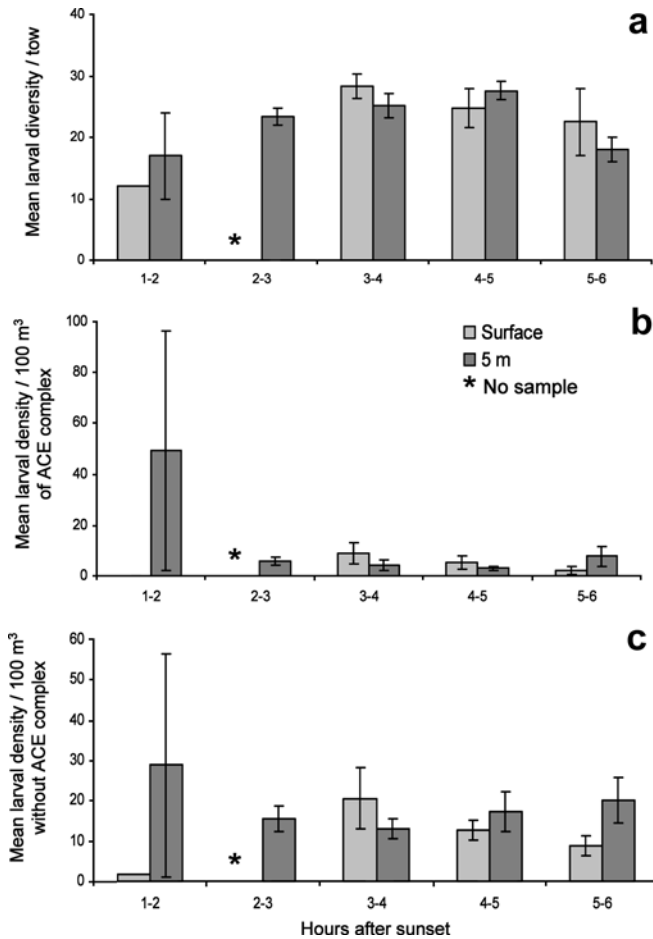 a
Mean larval diversity / tow
40
30
20
10
0
*
1-2 2-3 3-4 4-5 5-6
b
Mean larval density / 100 m³
of ACE complex
100
80
60
40
20
0
Surface
5 m
* No sample
*
1-2 2-3 3-4 4-5 5-6
c
Mean larval density / 100 m³
without ACE complex
60
50
40
30
20
10
0
*
1-2 2-3 3-4 4-5 5-6
Hours after sunset